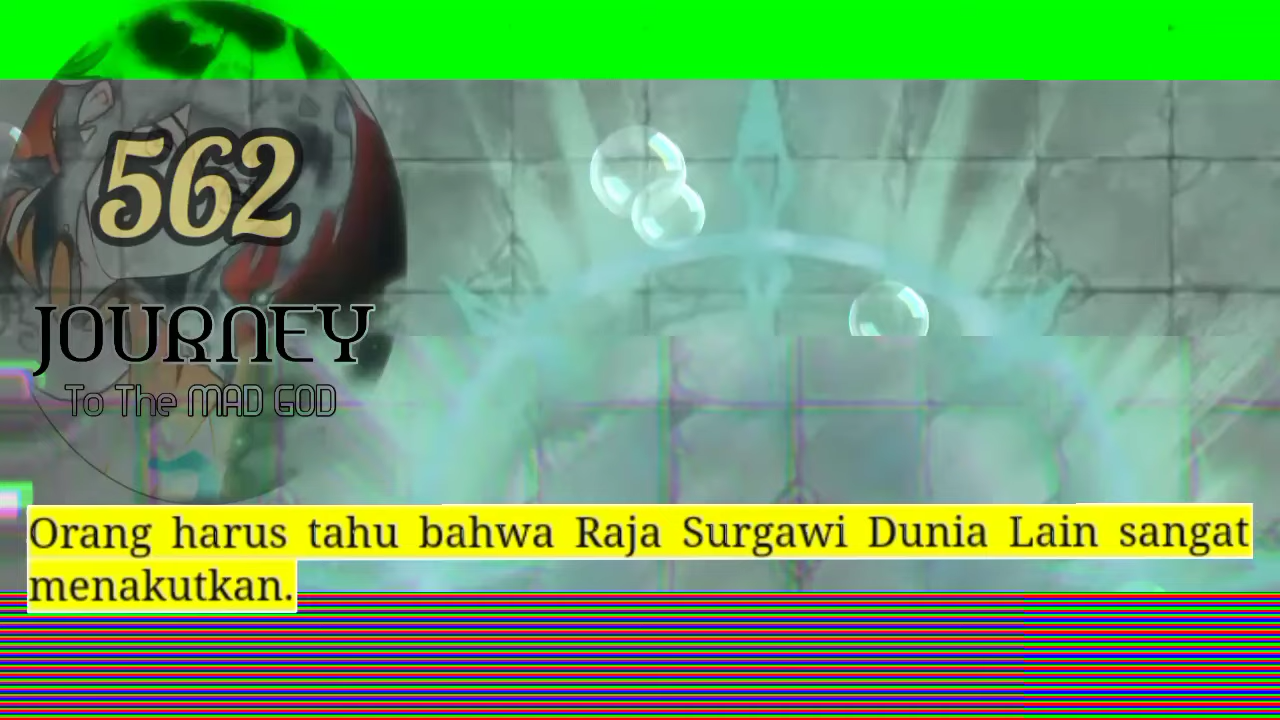 562
JOURNEY
To The MAD GOD
Orang harus tahu bahwa Raja Surgawi Dunia Lain sangat
menakutkan.